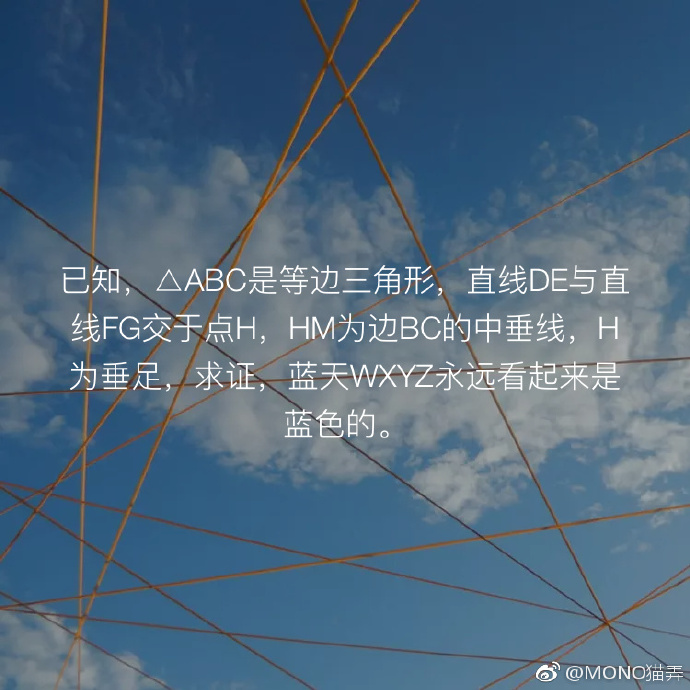 已知，△ABC是等边三角形，直线DE与直
线FG交于点H，HM为边BC的中垂线，H
为垂足，求证，蓝天WXYZ永远看起来是
蓝色的。
@MONO猫弄